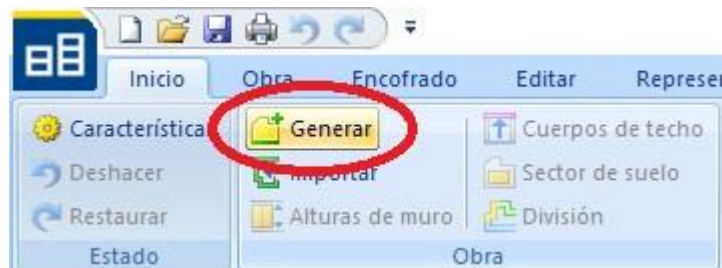 Inicio Obra Encofrado Editar Represe
Característica Generar Cuerpos de techo
Deshacer Importar Sector de suelo
Restaurar Alturas de muro División
Estado Obra